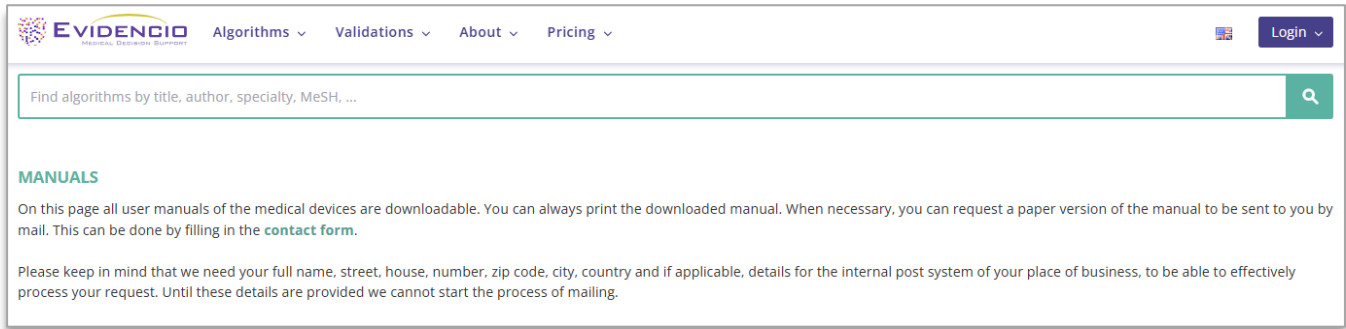 EVIDENCIO
MEDICAL DECISION SUPPORT
Algorithms
Validations
About
Pricing
Login
Find algorithms by title, author, specialty, MeSH, ...
MANUALS
On this page all user manuals of the medical devices are downloadable. You can always print the downloaded manual. When necessary, you can request a paper version of the manual to be sent to you by
mail. This can be done by filling in the contact form.
Please keep in mind that we need your full name, street, house, number, zip code, city, country and if applicable, details for the internal post system of your place of business, to be able to effectively
process your request. Until these details are provided we cannot start the process of mailing.